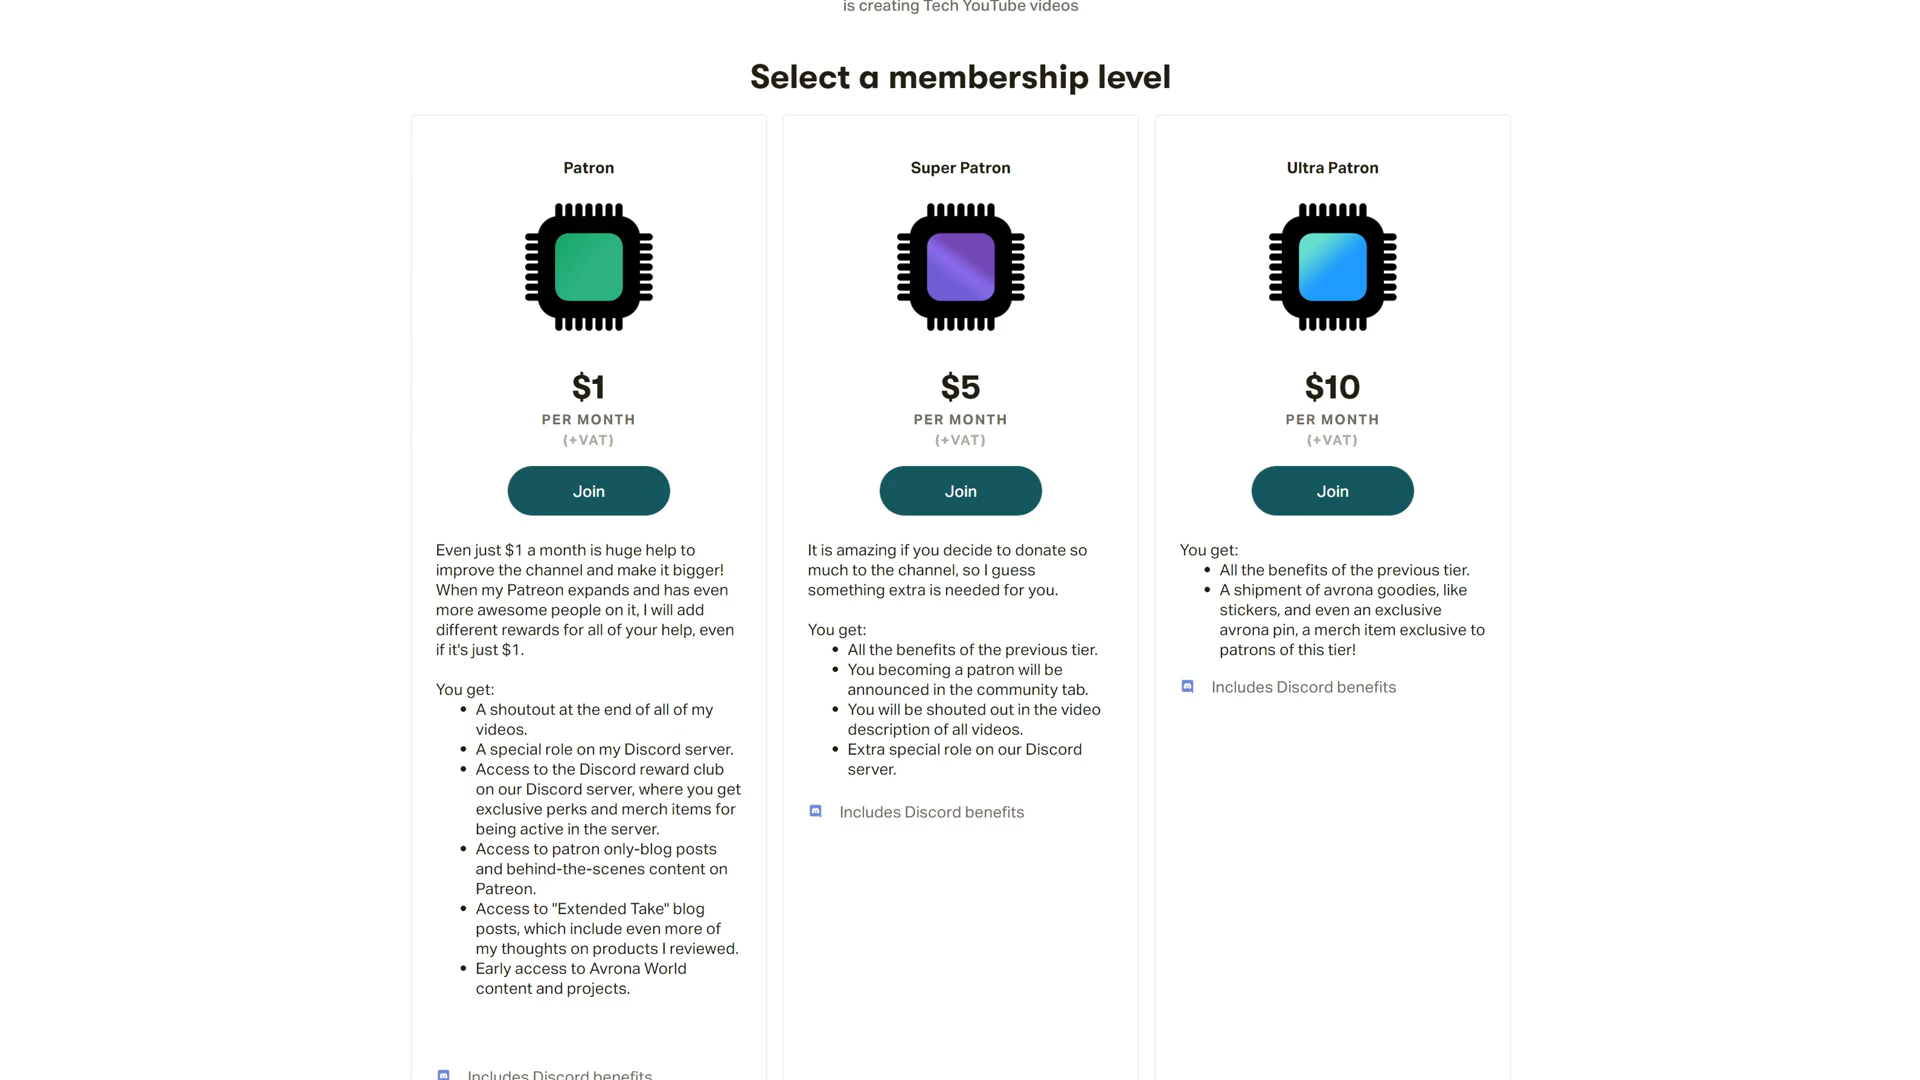 is creating Tech YouTube videos
Select a membership level
Patron
$1
PER MONTH
(+VAT)
Join
Even just $1 a month is huge help to
improve the channel and make it bigger!
When my Patreon expands and has even
more awesome people on it, I will add
different rewards for all of your help, even
if it's just $1.
You get:
• A shoutout at the end of all of my
videos.
• A special role on my Discord server.
• Access to the Discord reward club
on our Discord server, where you get
exclusive perks and merch items for
being active in the server.
• Access to patron only-blog posts
and behind-the-scenes content on
Patreon.
• Access to "Extended Take" blog
posts, which include even more of
my thoughts on products I reviewed.
• Early access to Avrona World
content and projects.
Includes Discord benefits
Super Patron
$5
PER MONTH
(+VAT)
Join
It is amazing if you decide to donate so
much to the channel, so I guess
something extra is needed for you.
You get:
• All the benefits of the previous tier.
• You becoming a patron will be
announced in the community tab.
• You will be shouted out in the video
description of all videos.
• Extra special role on our Discord
server.
Includes Discord benefits
Ultra Patron
$10
PER MONTH
(+VAT)
Join
You get:
• All the benefits of the previous tier.
• A shipment of avrona goodies, like
stickers, and even an exclusive
avrona pin, a merch item exclusive to
patrons of this tier!
Includes Discord benefits